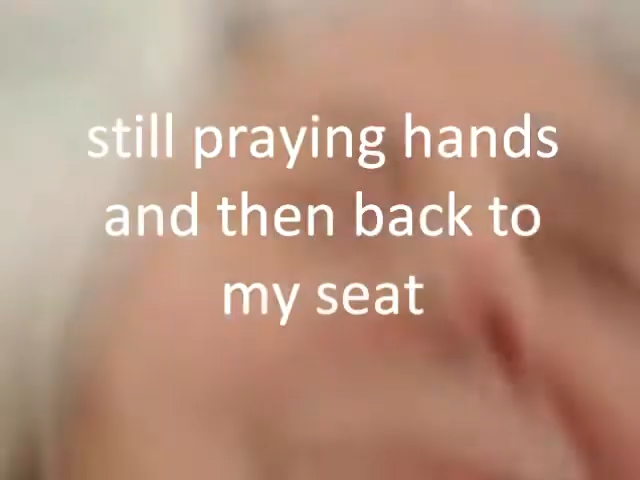 still praying hands
and then back to
my seat